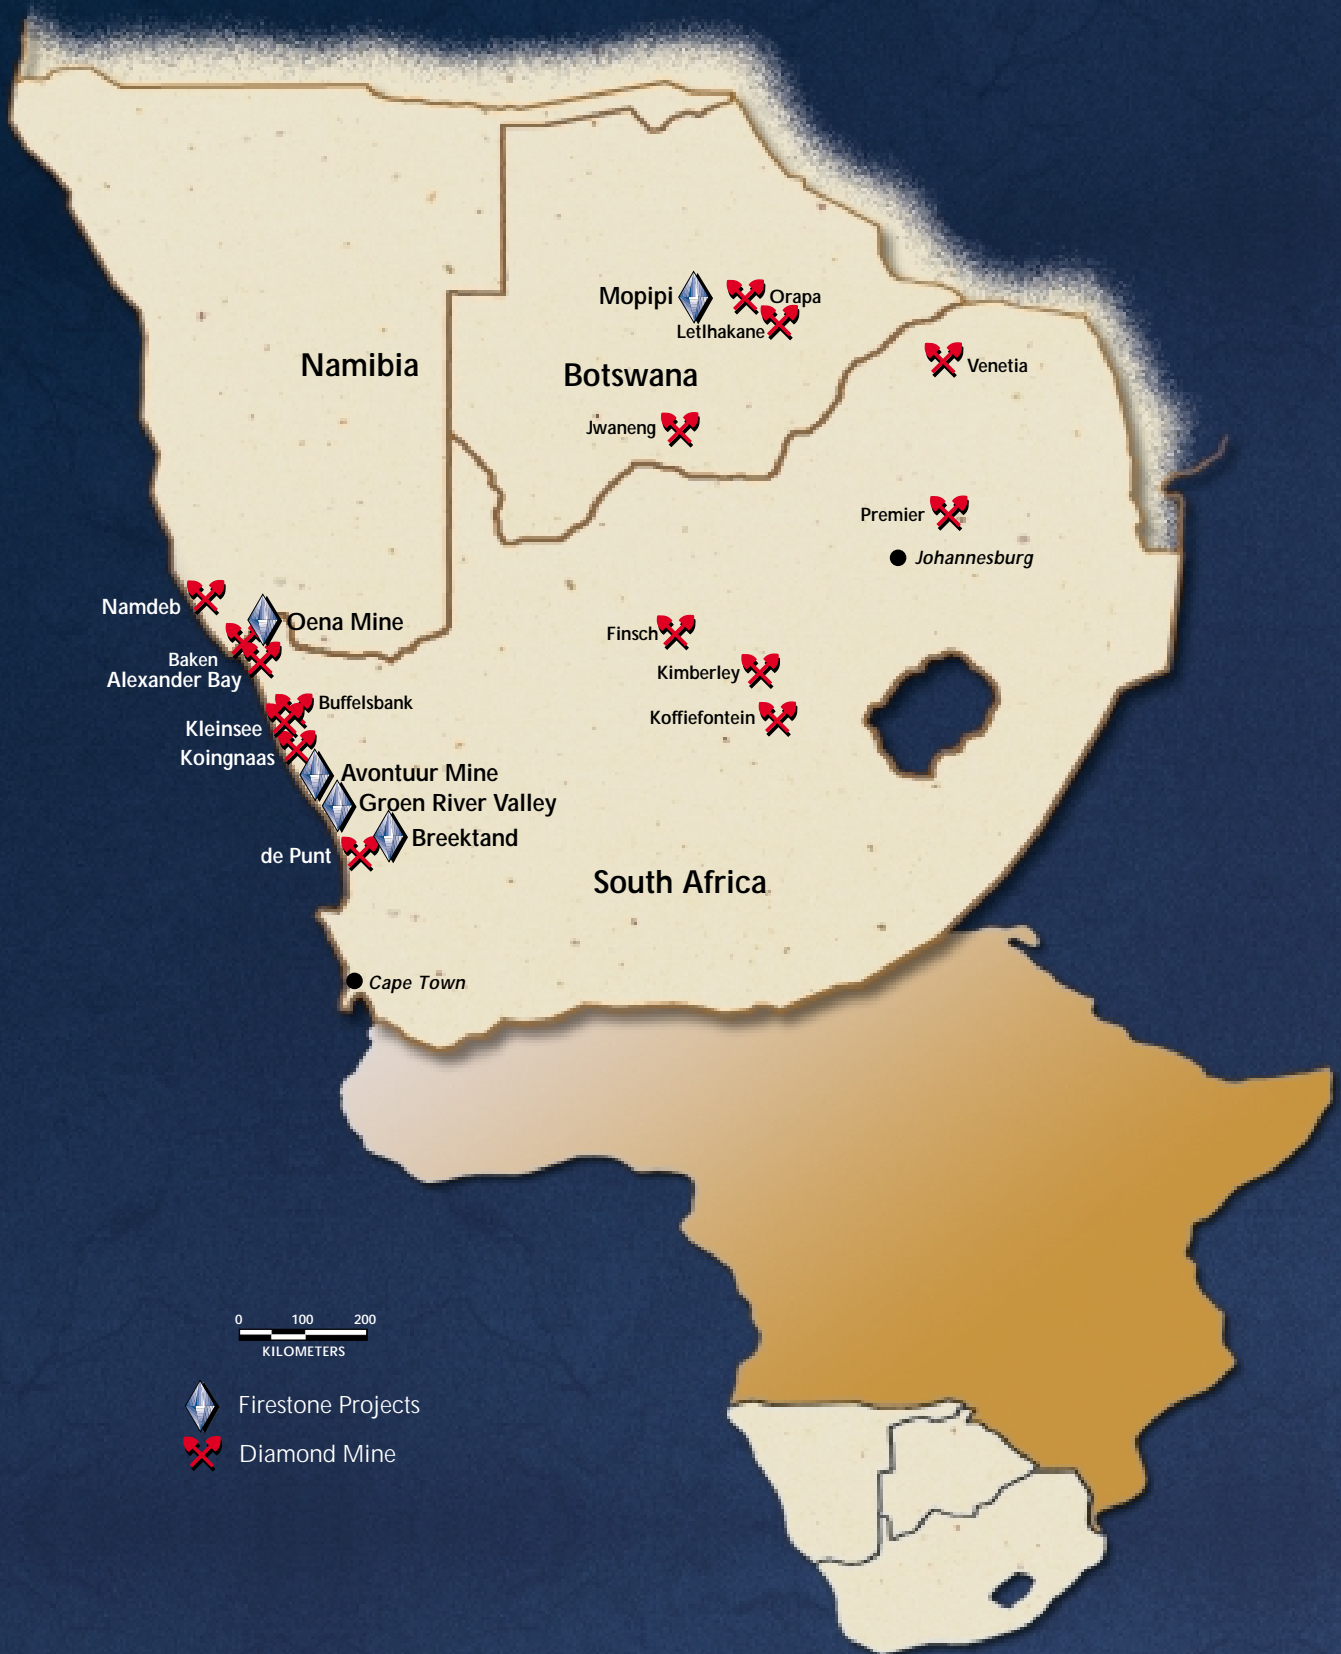 Mopipi
Orapa
Letlhakane
Namibia
Botswana
Venetia
Jwaneng
Premier
Johannesburg
Namdeb
Oena Mine
Finsch
Baken
Alexander Bay
Kimberley
Buffelsbank
Koffiefontein
Kleinsee
Koingnaas
Avontuur Mine
Groen River Valley
Breektand
de Punt
South Africa
Cape Town
0 100 200
KILOMETERS
Firestone Projects
Diamond Mine